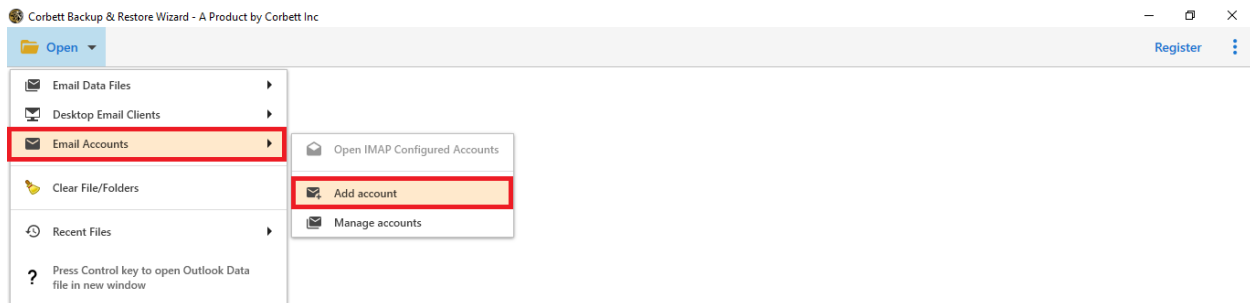 Corbett Backup & Restore Wizard - A Product by Corbett Inc
Open
Register
Email Data Files
Desktop Email Clients
Email Accounts
Open IMAP Configured Accounts
Clear File/Folders
Add account
Manage accounts
Recent Files
? Press Control key to open Outlook Data
file in new window